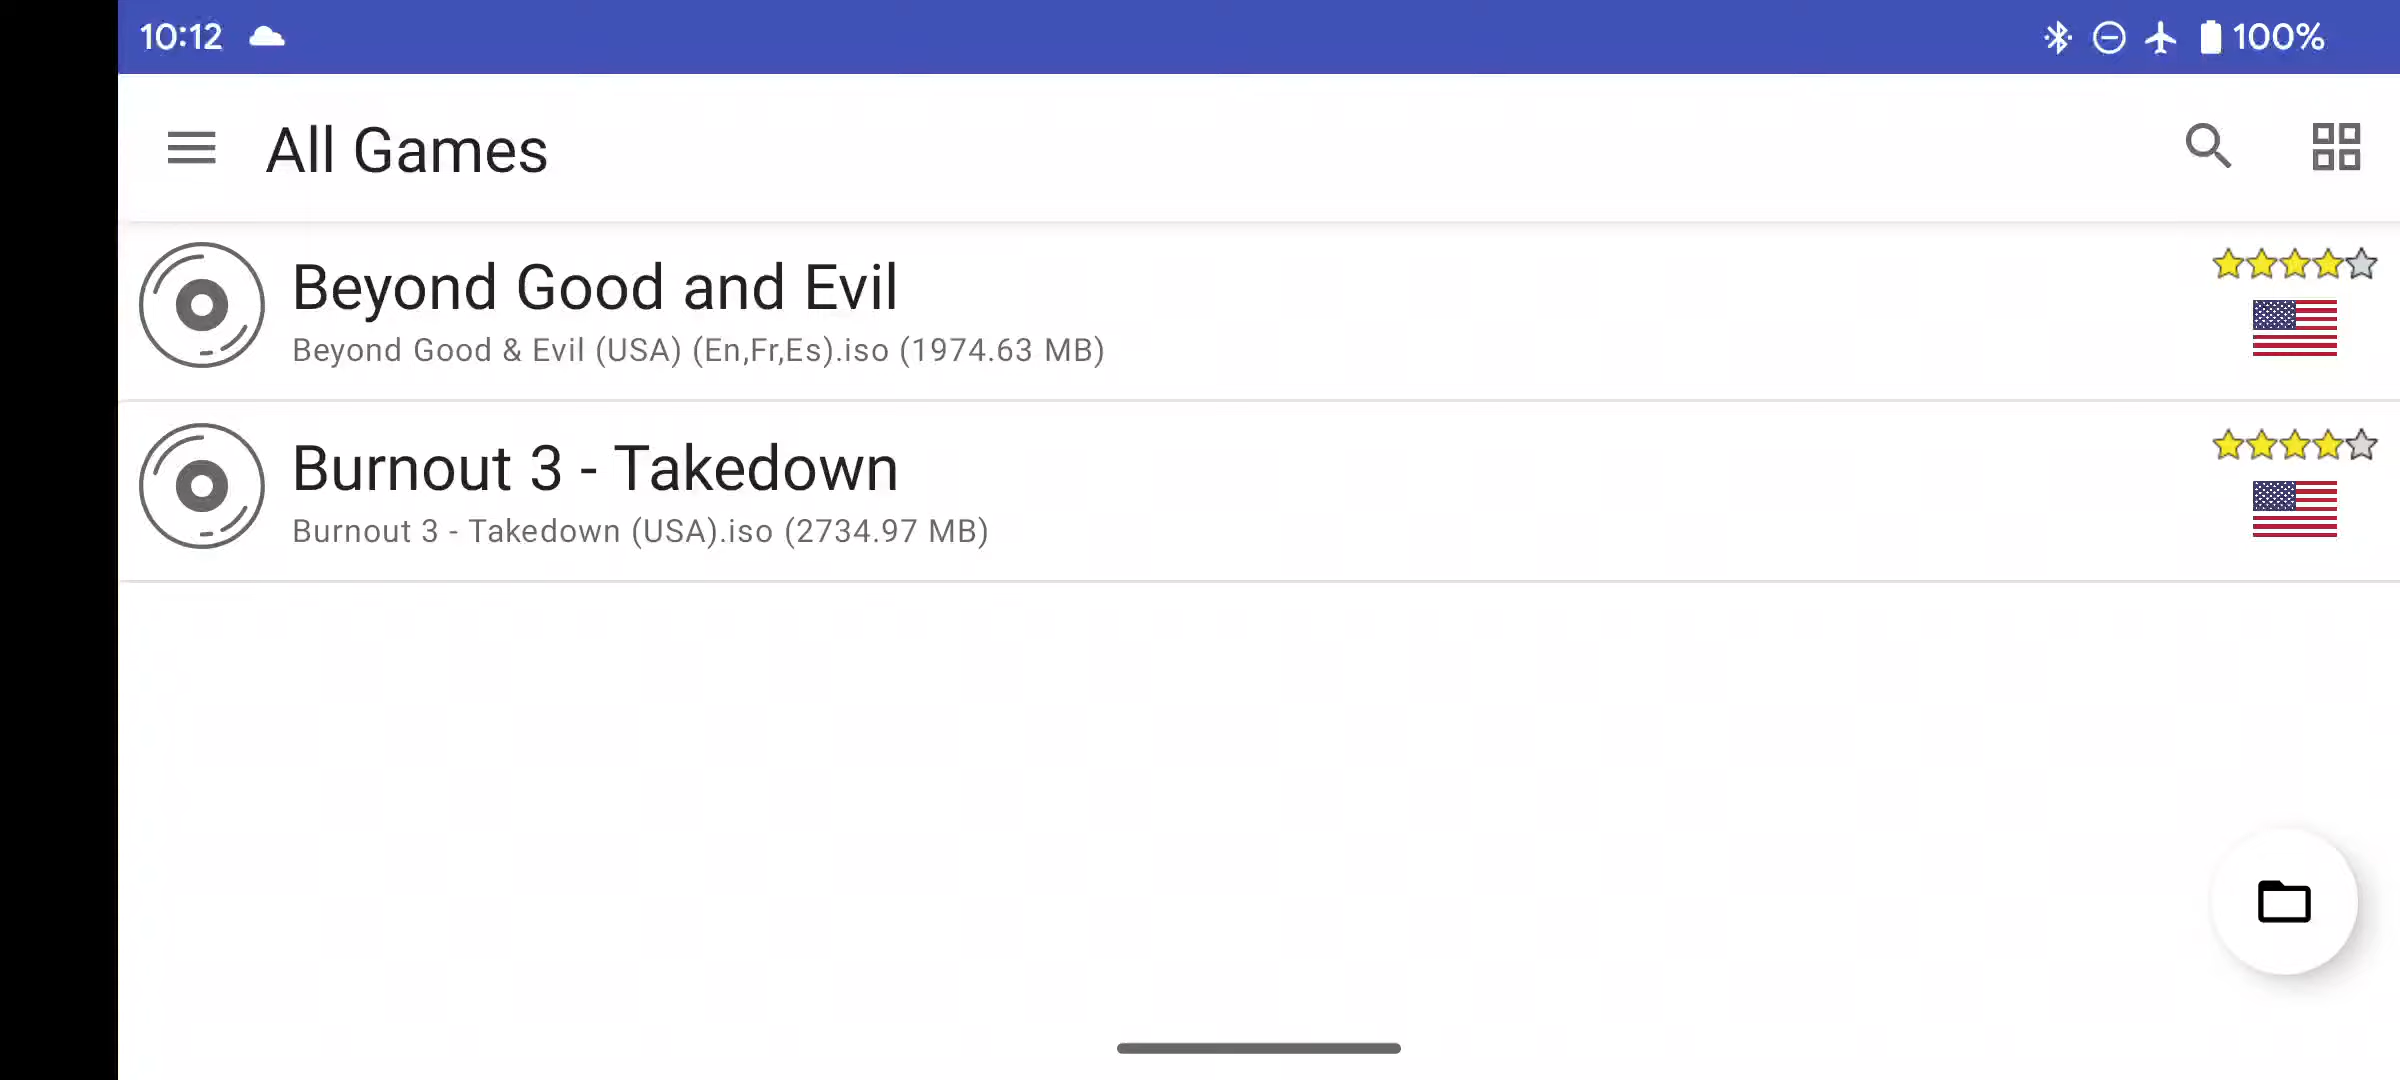 10:12
100%
All Games
Beyond Good and Evil
Beyond Good & Evil (USA) (En,Fr,Es).iso (1974.63 MB)
Burnout 3 - Takedown
Burnout 3 - Takedown (USA).iso (2734.97 MB)